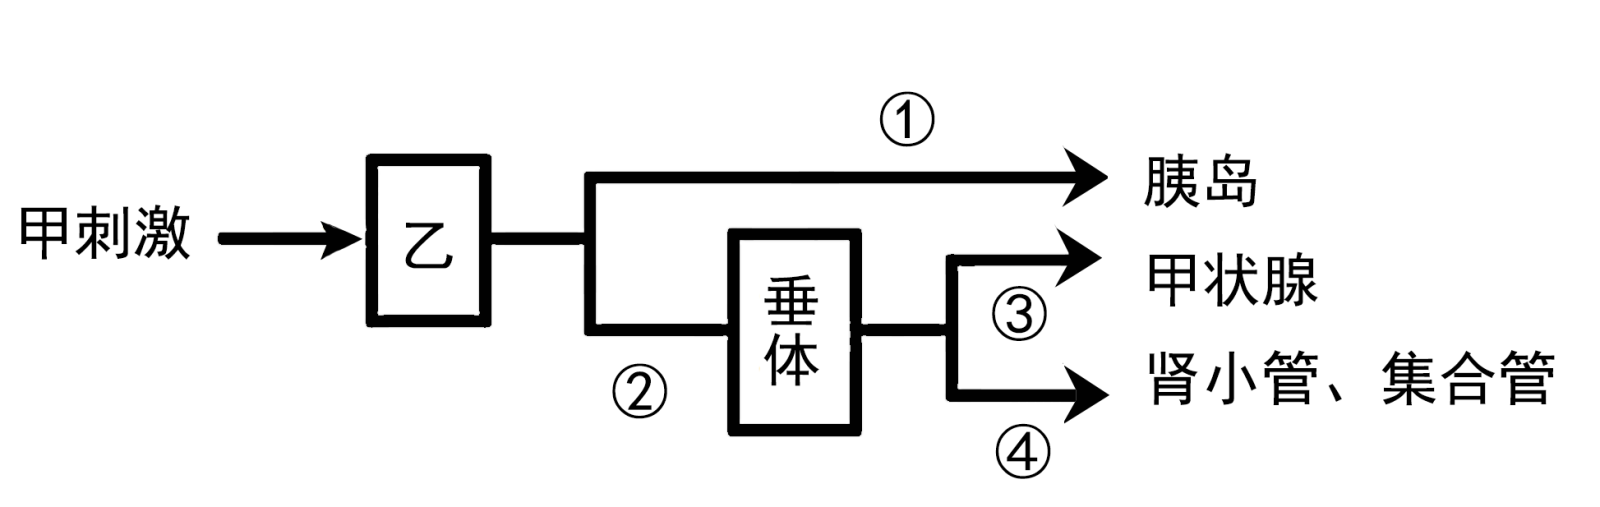 甲刺激
乙
①
胰岛
垂体
②
③
甲状腺
④
肾小管、集合管